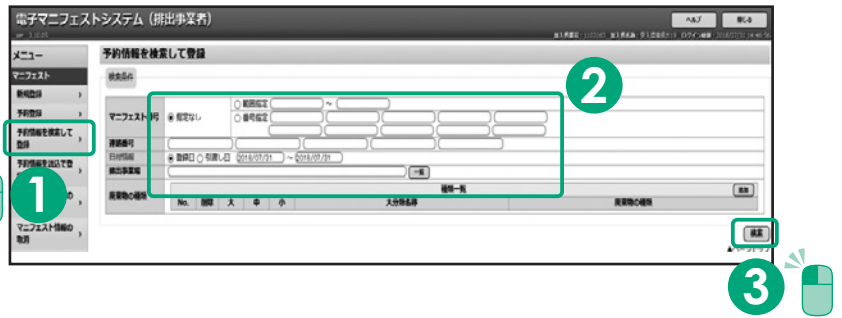 電子マニフェストシステム（排出事業者）
ヘルプ
閉じる
メニュー
予約情報を検索して登録
マニフェスト
検索条件
新規登録
予約登録
予約情報を検索して
登録
予約情報を読込で登
マニフェスト情報の
取消
マニフェスト番号
指定なし
範囲指定
～
番号指定
連絡番号
日付情報
登録日
引渡し日
2018/07/31
～
2018/07/31
排出事業場
一覧
廃棄物の種類
種類一覧
追加
No.
削除
大
中
小
大分類名称
廃棄物の種類
検索
1
2
3